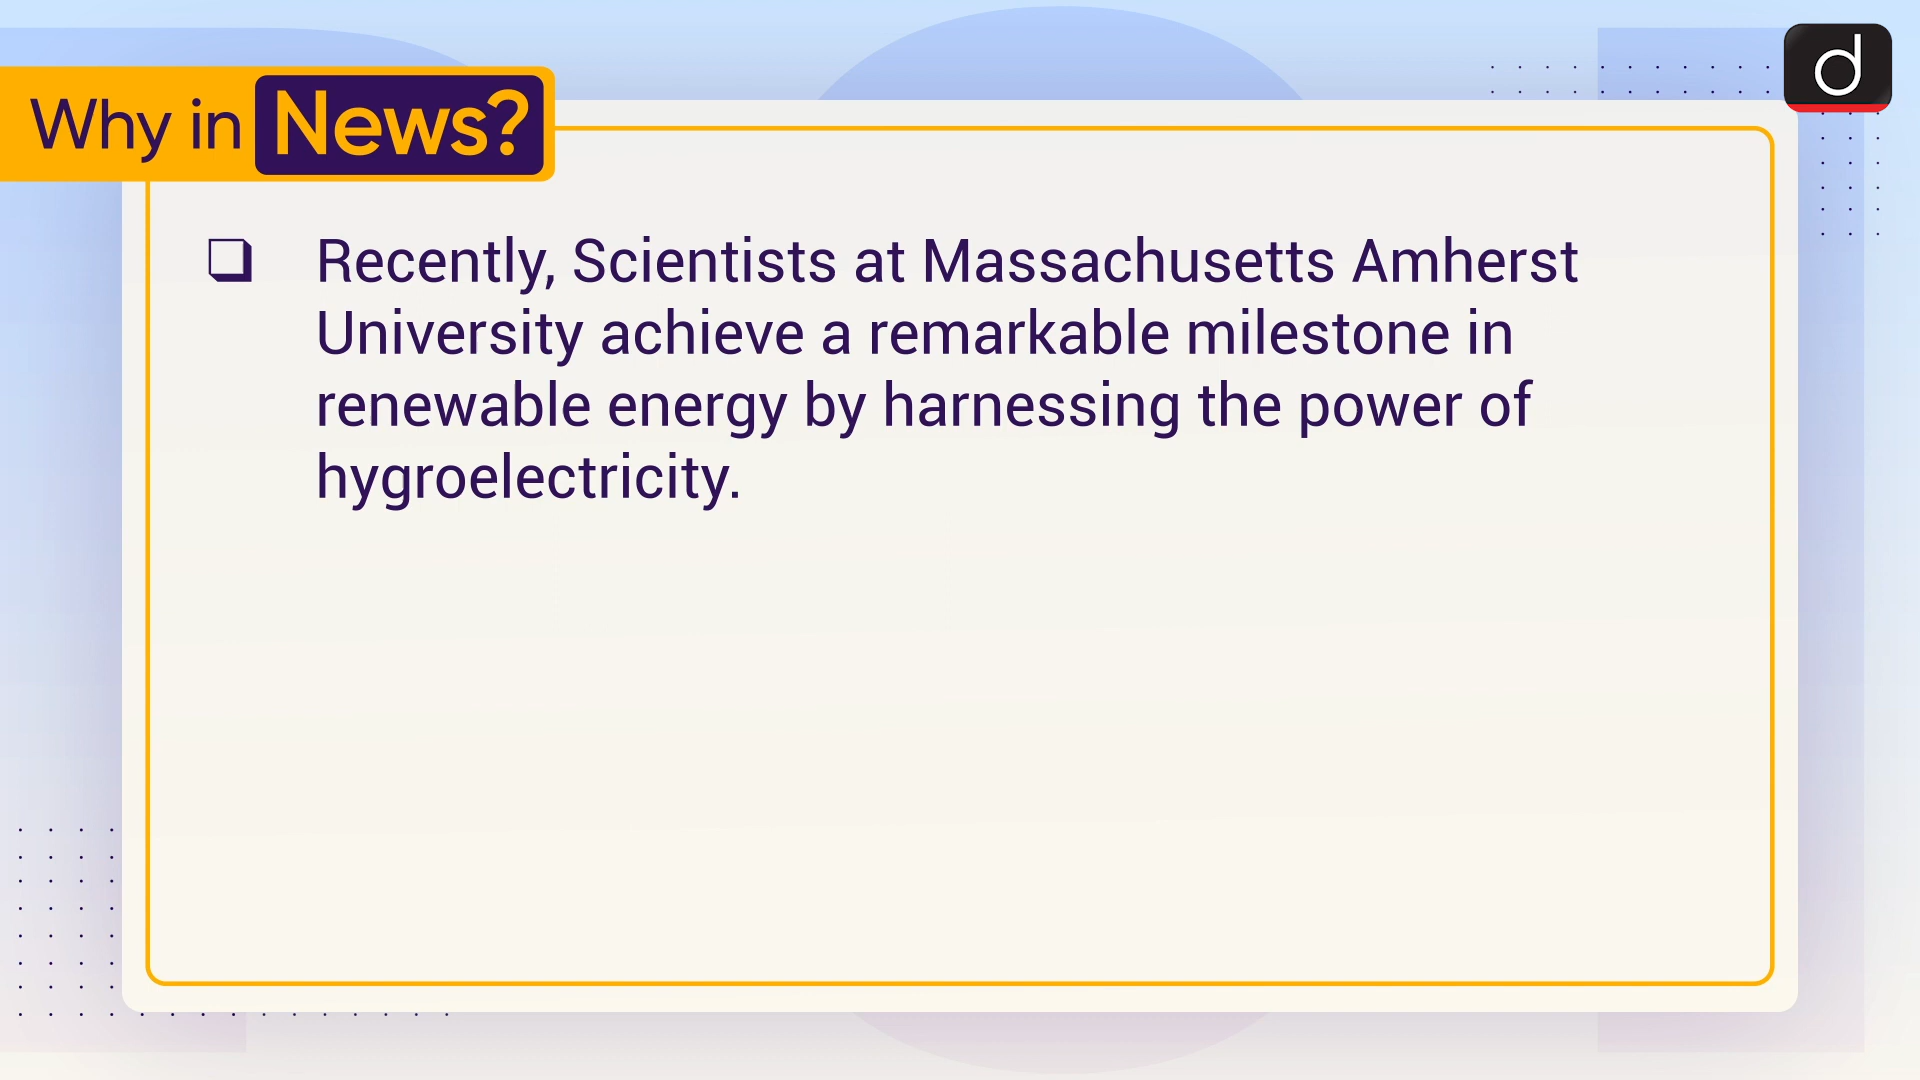 Why in News?
Recently, Scientists at Massachusetts Amherst
University achieve a remarkable milestone in
renewable energy by harnessing the power of
hygroelectricity.
d